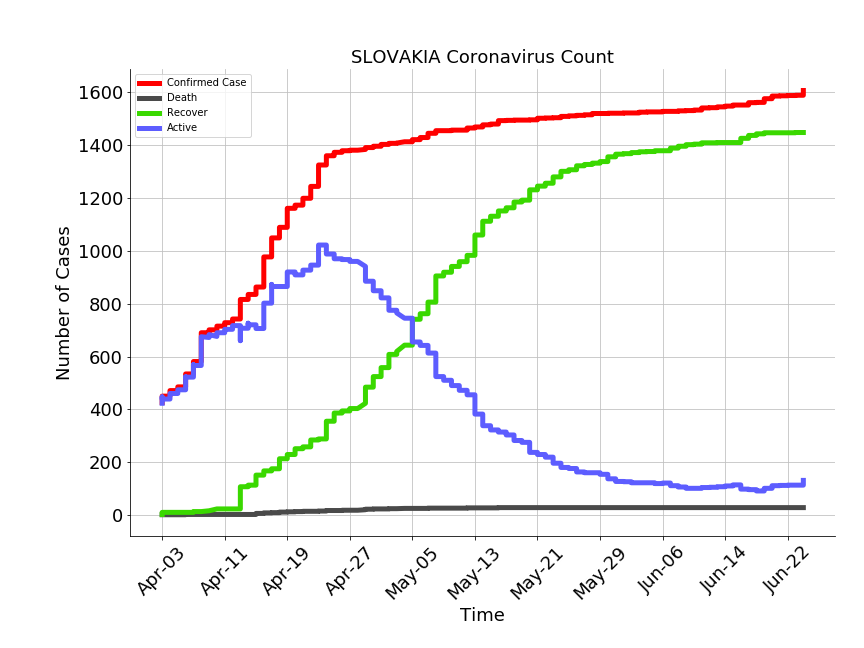 SLOVAKIA Coronavirus Count
Confirmed Case
Death
Recover
Active
Number of Cases
1600
1400
1200
1000
800
600
400
200
0
Apr-03
Apr-11
Apr-19
Apr-27
May-05
May-13
May-21
May-29
Jun-06
Jun-14
Jun-22
Time